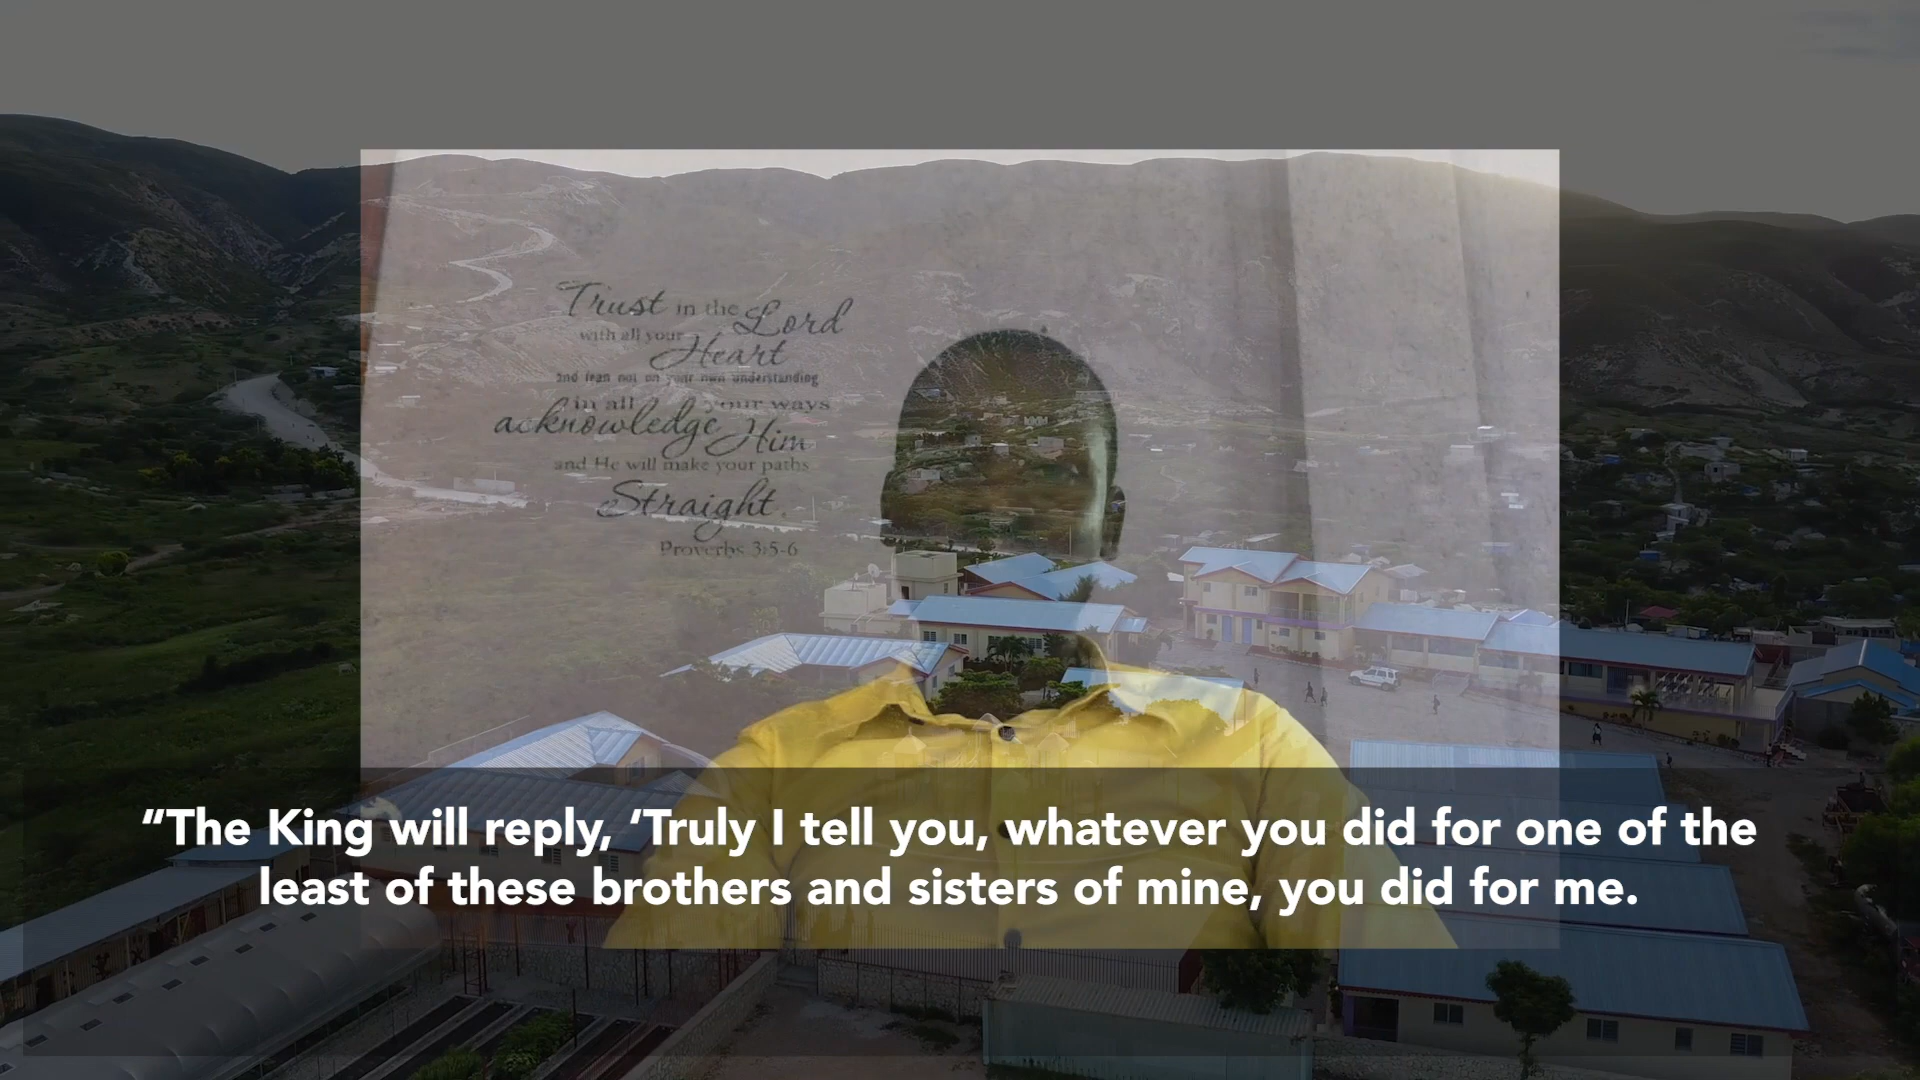 Trust in the Lord
with all your
Heart
and lean not on your own understanding
in all your ways
acknowledge Him
and He will make your paths
Straight.
Proverbs 3:5-6
“The King will reply, ‘Truly I tell you, whatever you did for one of the
least of these brothers and sisters of mine, you did for me.